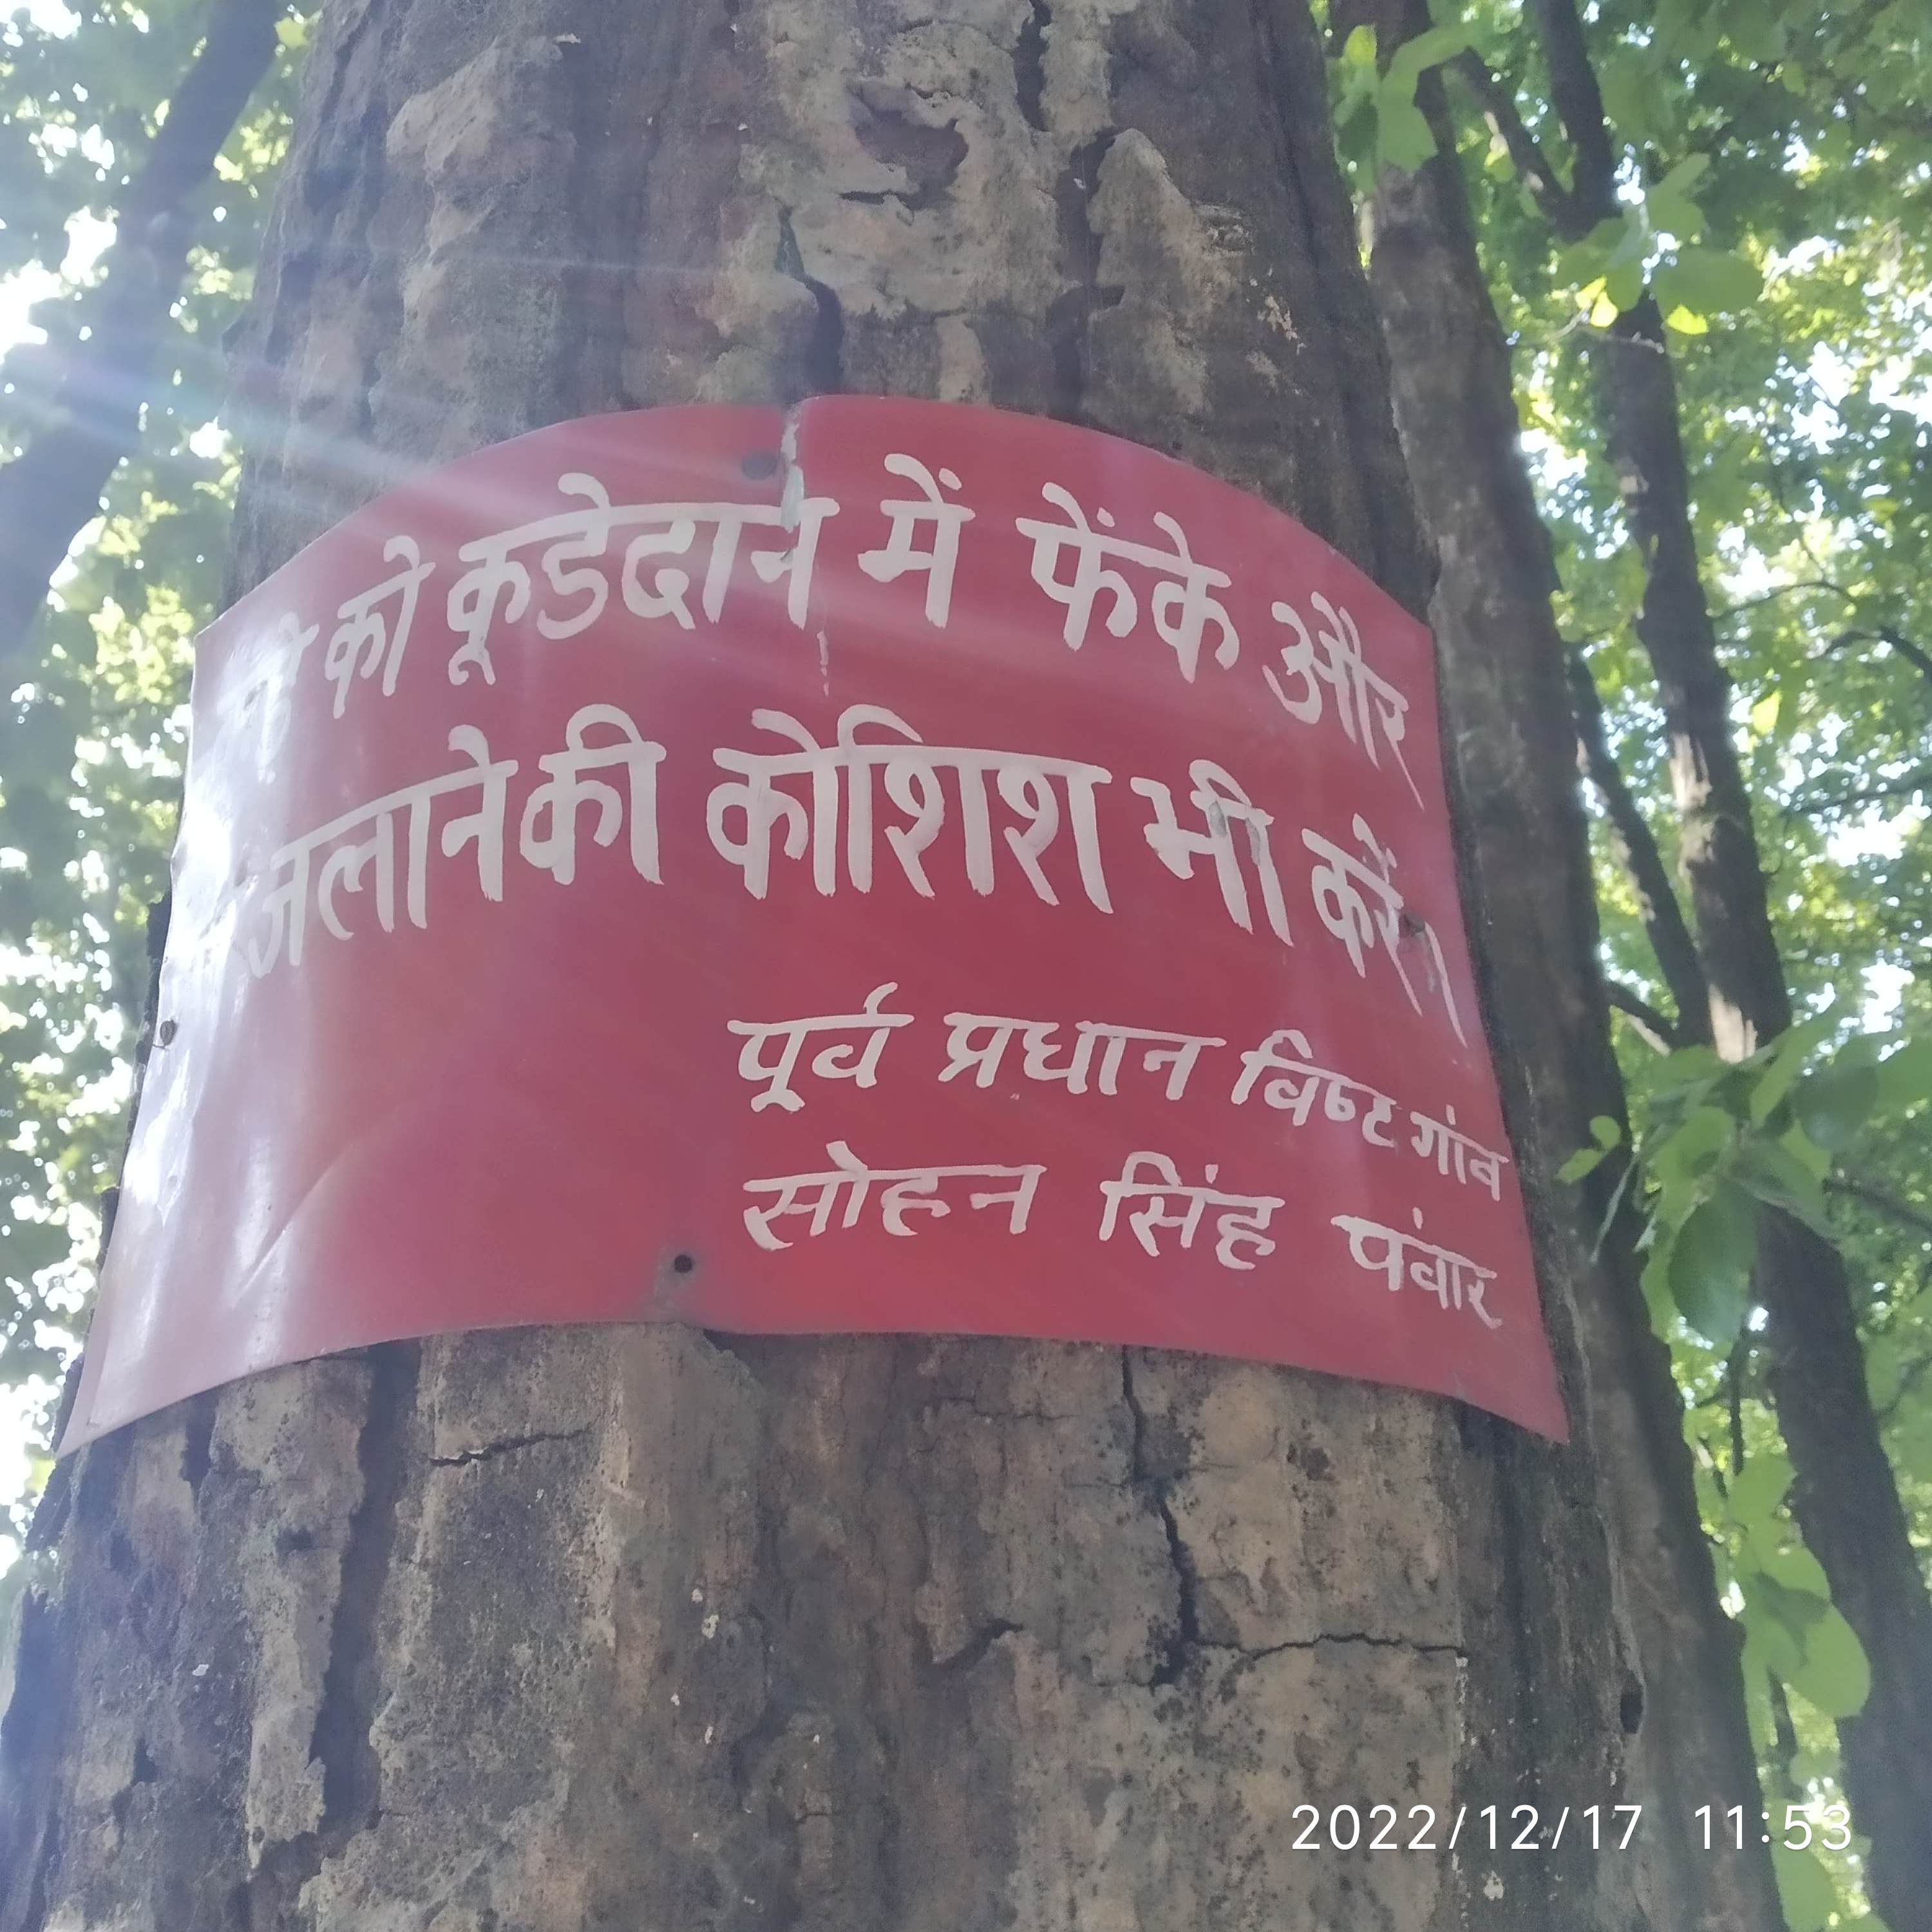 को कूडेदान में फेंके और
जलाने की कोशिश भी करें।
पूर्व प्रधान विष्ट गांव
सोहन सिंह पंवार
2022/12/17 11:53